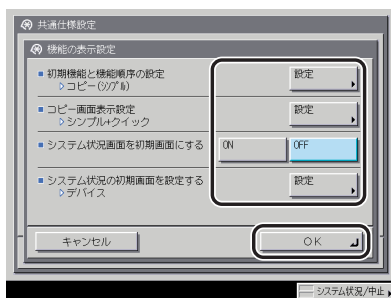 共通仕様設定
機能の表示設定
■ 初期機能と機能順序の設定 設定
▷ コピー(シンプル)
■ コピー画面表示設定 設定
▷ シンプル+クイック
■ システム状況画面を初期画面にする ON OFF
■ システム状況の初期画面を設定する 設定
▷ デバイス
キャンセル OK
システム状況/中止